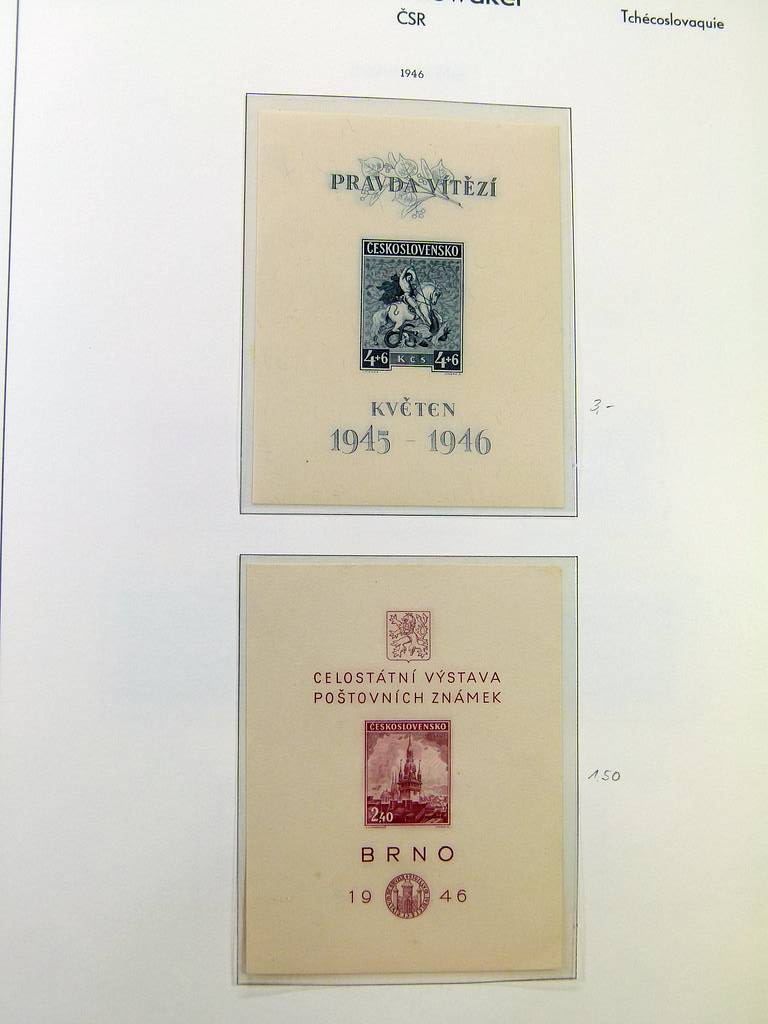 ČSR
Tchécoslovaquie
1946
PRAVDA VÍTĚZÍ
ČESKOSLOVENSKO
4+6 Kčs 4+6
KVĚTEN
1945 - 1946
3,-
CELOSTÁTNÍ VÝSTAVA
POŠTOVNÍCH ZNÁMEK
ČESKOSLOVENSKO
2,40
1,50
BRNO
19 46